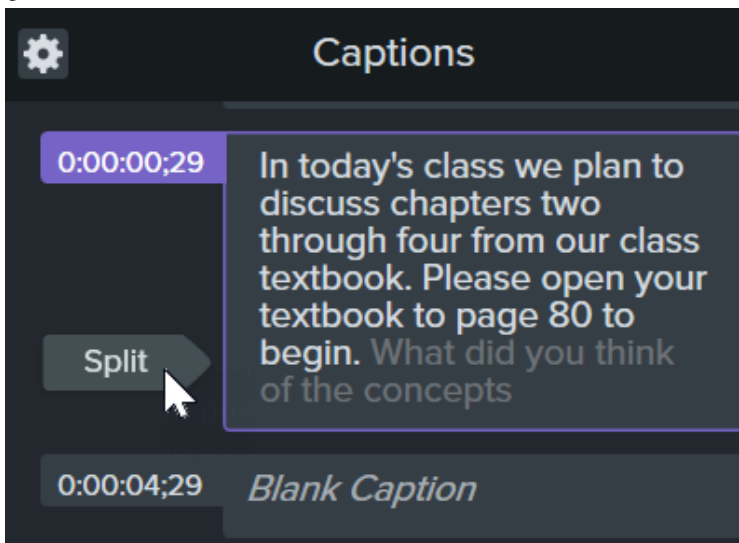 Captions
0:00:00;29
In today's class we plan to
discuss chapters two
through four from our class
textbook. Please open your
textbook to page 80 to
begin. What did you think
of the concepts
Split
0:00:04;29
Blank Caption